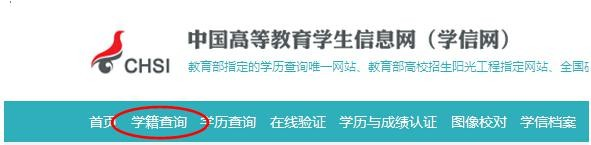 中国高等教育学生信息网（学信网）
CHSI
教育部指定的学历查询唯一网站、教育部高校招生阳光工程指定网站、全国
首页 学籍查询 学历查询 在线验证 学历与成绩认证 图像校对 学信档案